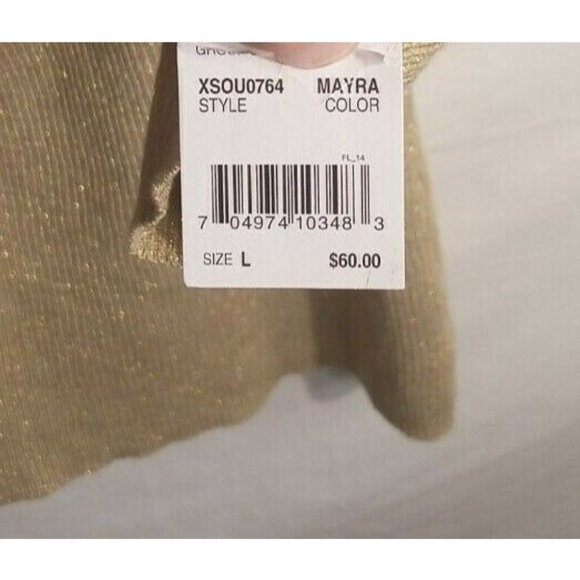 XSOU0764 MAYRA
STYLE COLOR
FL_14
7 04974 10348 3
SIZE L $60.00